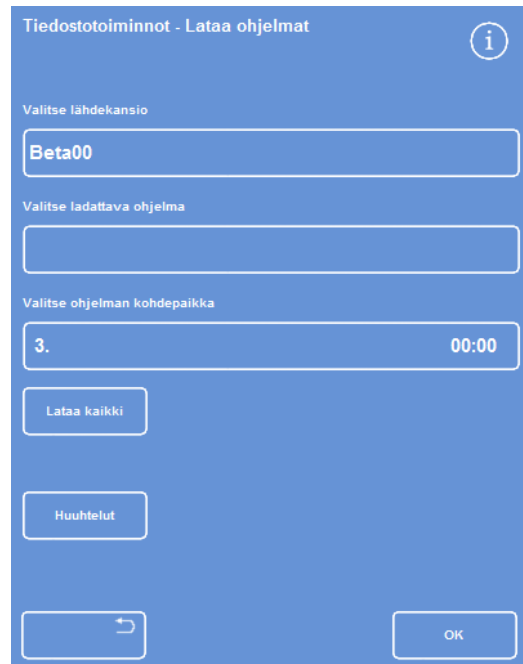 Tiedostotoiminnot - Lataa ohjelmat
i
Valitse lähdekansio
Beta00
Valitse ladattava ohjelma
Valitse ohjelman kohdepaikka
3. 00:00
Lataa kaikki
Huuhtelut
OK